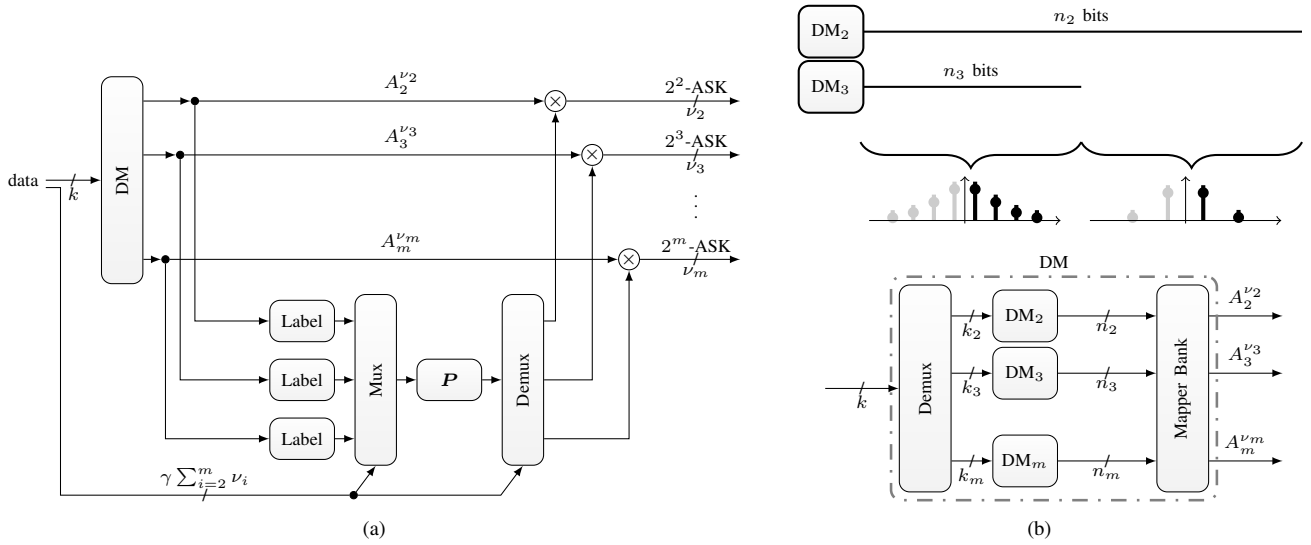 data
k
DM
A_2^{ν_2}
2^2-ASK
ν_2
A_3^{ν_3}
2^3-ASK
ν_3
⋮
A_m^{ν_m}
2^m-ASK
ν_m
Label
Label
Label
Mux
P
Demux
γ ∑_{i=2}^{m} ν_i
(a)
DM_2
n_2 bits
DM_3
n_3 bits
DM
k
Demux
k_2
DM_2
n_2
k_3
DM_3
n_3
k_m
DM_m
n_m
Mapper Bank
A_2^{ν_2}
A_3^{ν_3}
A_m^{ν_m}
(b)